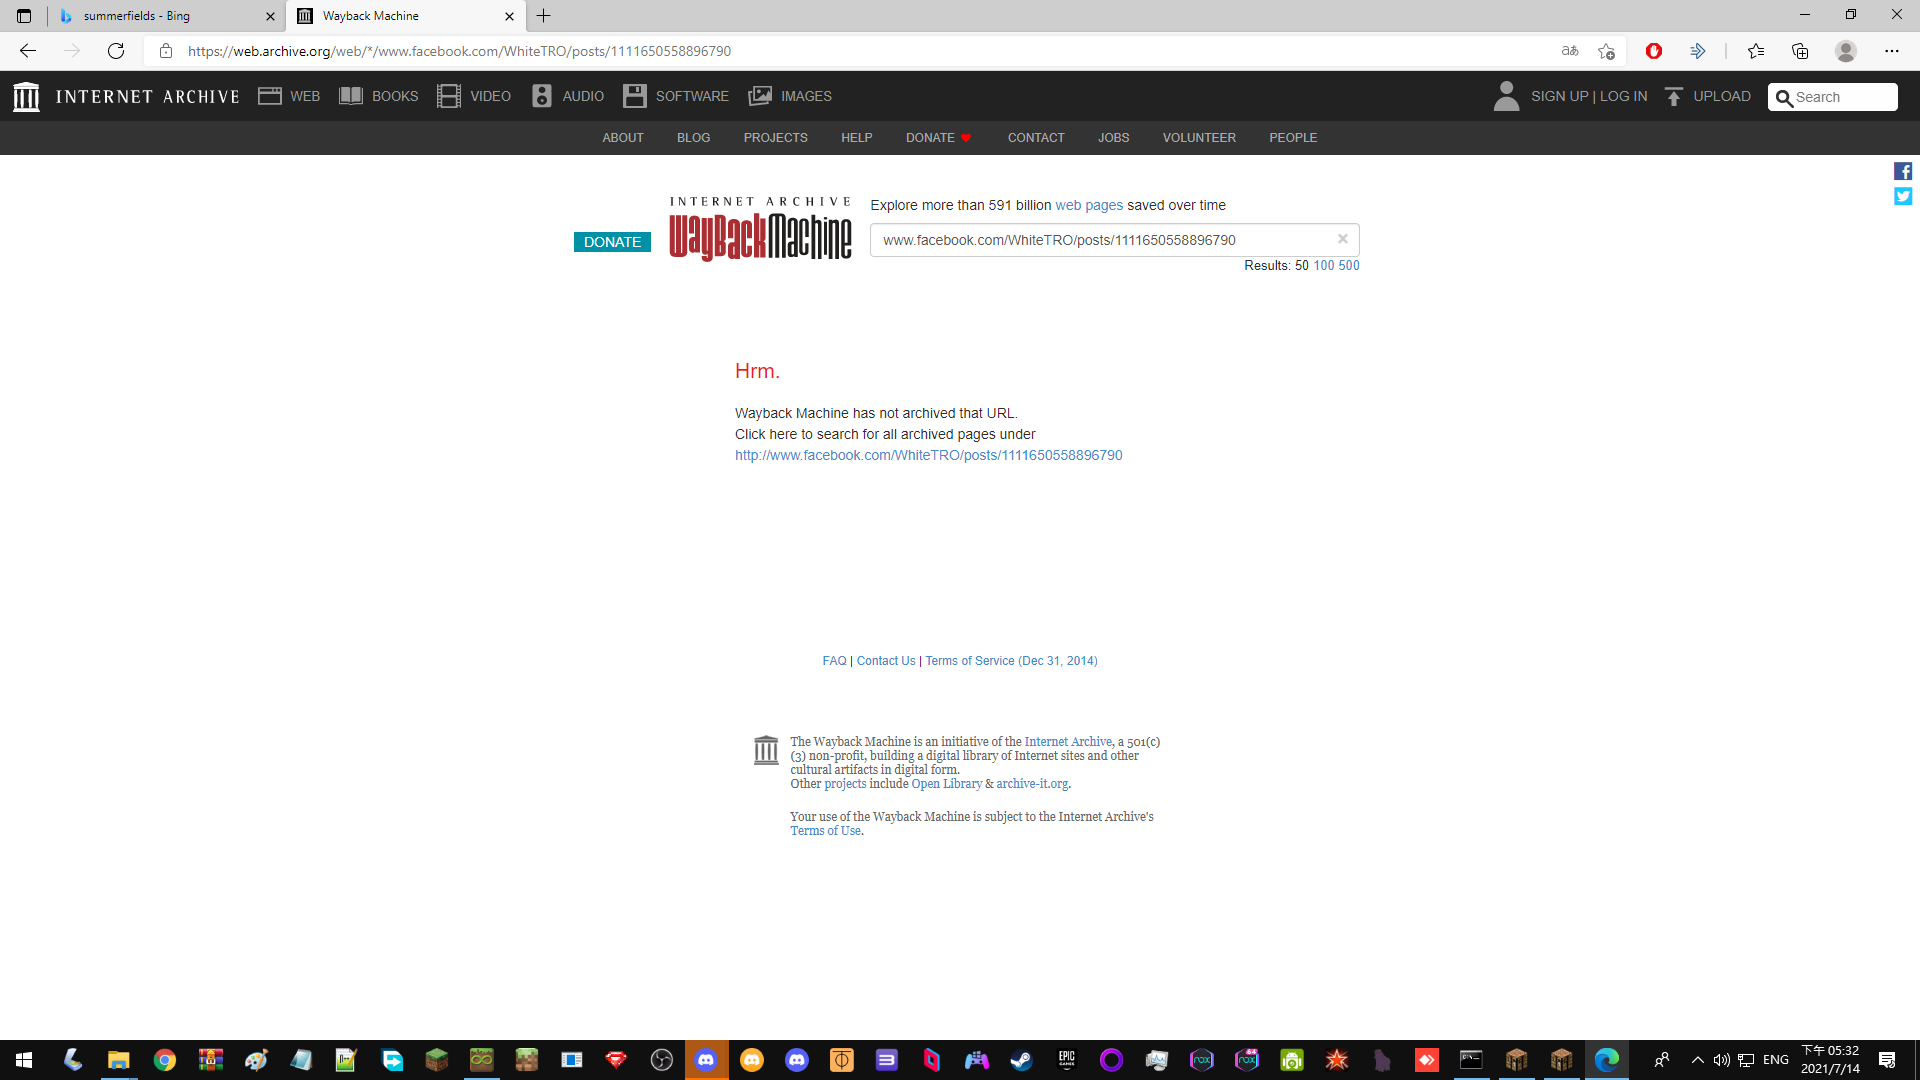 summerfields - Bing
Wayback Machine
https://web.archive.org/web/*/www.facebook.com/WhiteTRO/posts/1111650558896790
INTERNET ARCHIVE
WEB
BOOKS
VIDEO
AUDIO
SOFTWARE
IMAGES
SIGN UP | LOG IN
UPLOAD
Search
ABOUT
BLOG
PROJECTS
HELP
DONATE
CONTACT
JOBS
VOLUNTEER
PEOPLE
DONATE
INTERNET ARCHIVE
WayBackMachine
Explore more than 591 billion web pages saved over time
www.facebook.com/WhiteTRO/posts/1111650558896790
Results: 50 100 500
Hrm.
Wayback Machine has not archived that URL.
Click here to search for all archived pages under
http://www.facebook.com/WhiteTRO/posts/1111650558896790
FAQ | Contact Us | Terms of Service (Dec 31, 2014)
The Wayback Machine is an initiative of the Internet Archive, a 501(c)
(3) non-profit, building a digital library of Internet sites and other
cultural artifacts in digital form.
Other projects include Open Library & archive-it.org.
Your use of the Wayback Machine is subject to the Internet Archive's
Terms of Use.
EPIC
GAMES
ENG
下午 05:32
2021/7/14